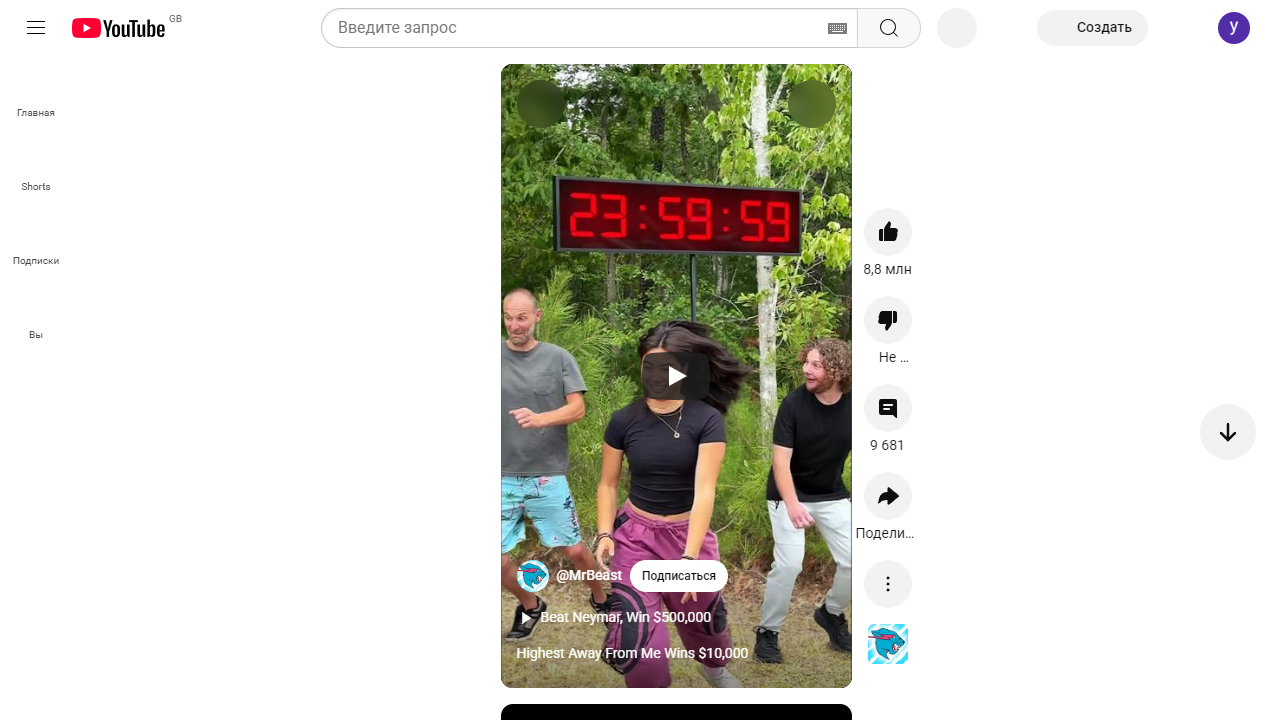 YouTube GB
Введите запрос
Создать
У
Главная
Shorts
Подписки
Вы
23:59:59
8,8 млн
Не ...
9 681
Подели...
@MrBeast
Подписаться
Beat Neymar, Win $500,000
Highest Away From Me Wins $10,000